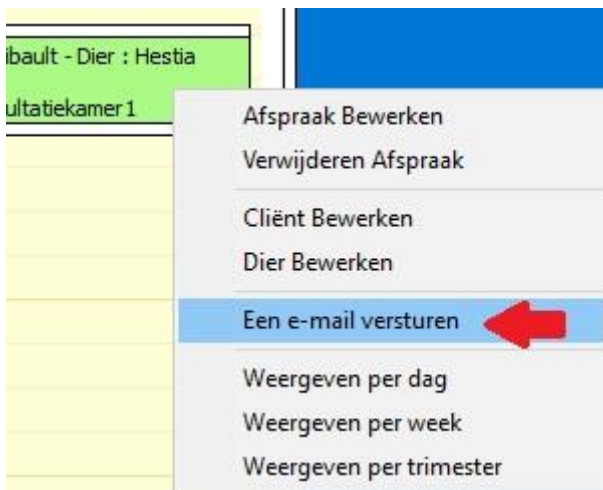 ibault - Dier : Hestia
ultatiekamer 1
Afspraak Bewerken
Verwijderen Afspraak
Cliënt Bewerken
Dier Bewerken
Een e-mail versturen
Weergeven per dag
Weergeven per week
Weergeven per trimester